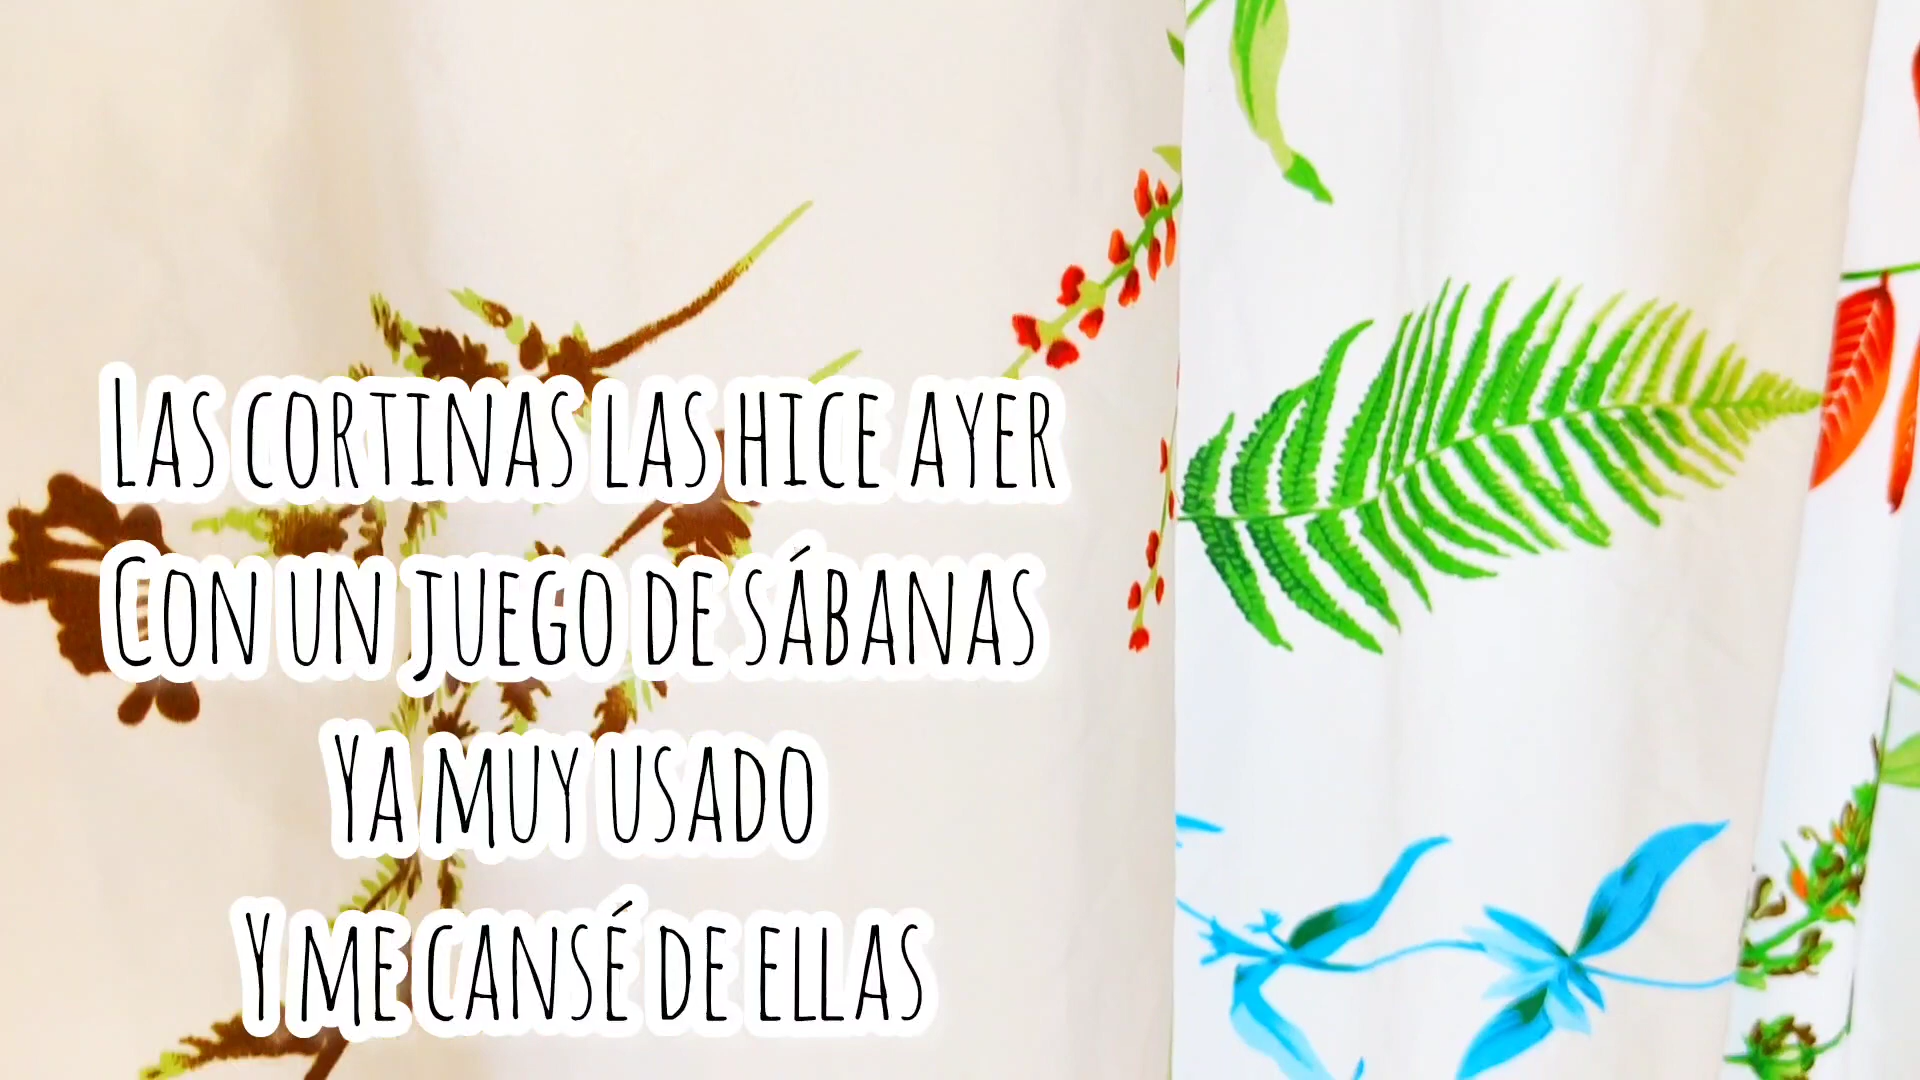 Las cortinas las hice ayer
Con un juego de sábanas
Ya muy usado
Y me cansé de ellas